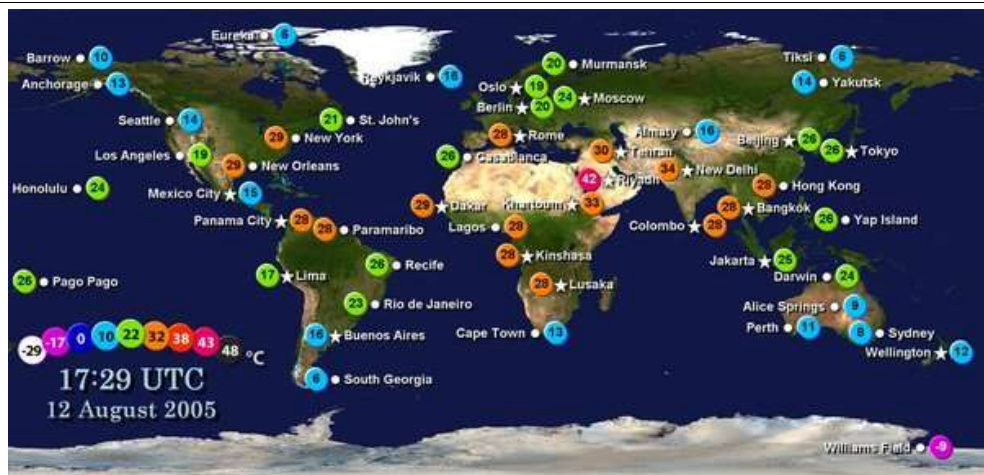 Eureka 6
Barrow 10
Tiksi 6
Murmansk 20
Reykjavik 16
Anchorage 13
Oslo 19
Yakutsk 14
Berlin 20
Moscow 24
Seattle 14
St. John's 21
Almaty 16
New York 29
Rome 28
Beijing 26
Tokyo 26
Los Angeles 19
Casablanca 26
Tehran 30
New Orleans 29
New Delhi 34
Riyadh 42
Honolulu 24
Hong Kong 28
Mexico City 15
Dakar 29
Khartoum 33
Bangkok 28
Panama City 28
Paramaribo 28
Lagos 28
Colombo 28
Yap Island 26
Kinshasa 28
Jakarta 25
Recife 26
Pago Pago 26
Lima 17
Darwin 24
Lusaka 28
Rio de Janeiro 23
Alice Springs 9
Buenos Aires 16
Cape Town 13
Perth 11
Sydney 8
Wellington 12
-29 -17 0 10 22 32 38 43 48 °C
17:29 UTC
South Georgia 6
12 August 2005
Williams Field -9